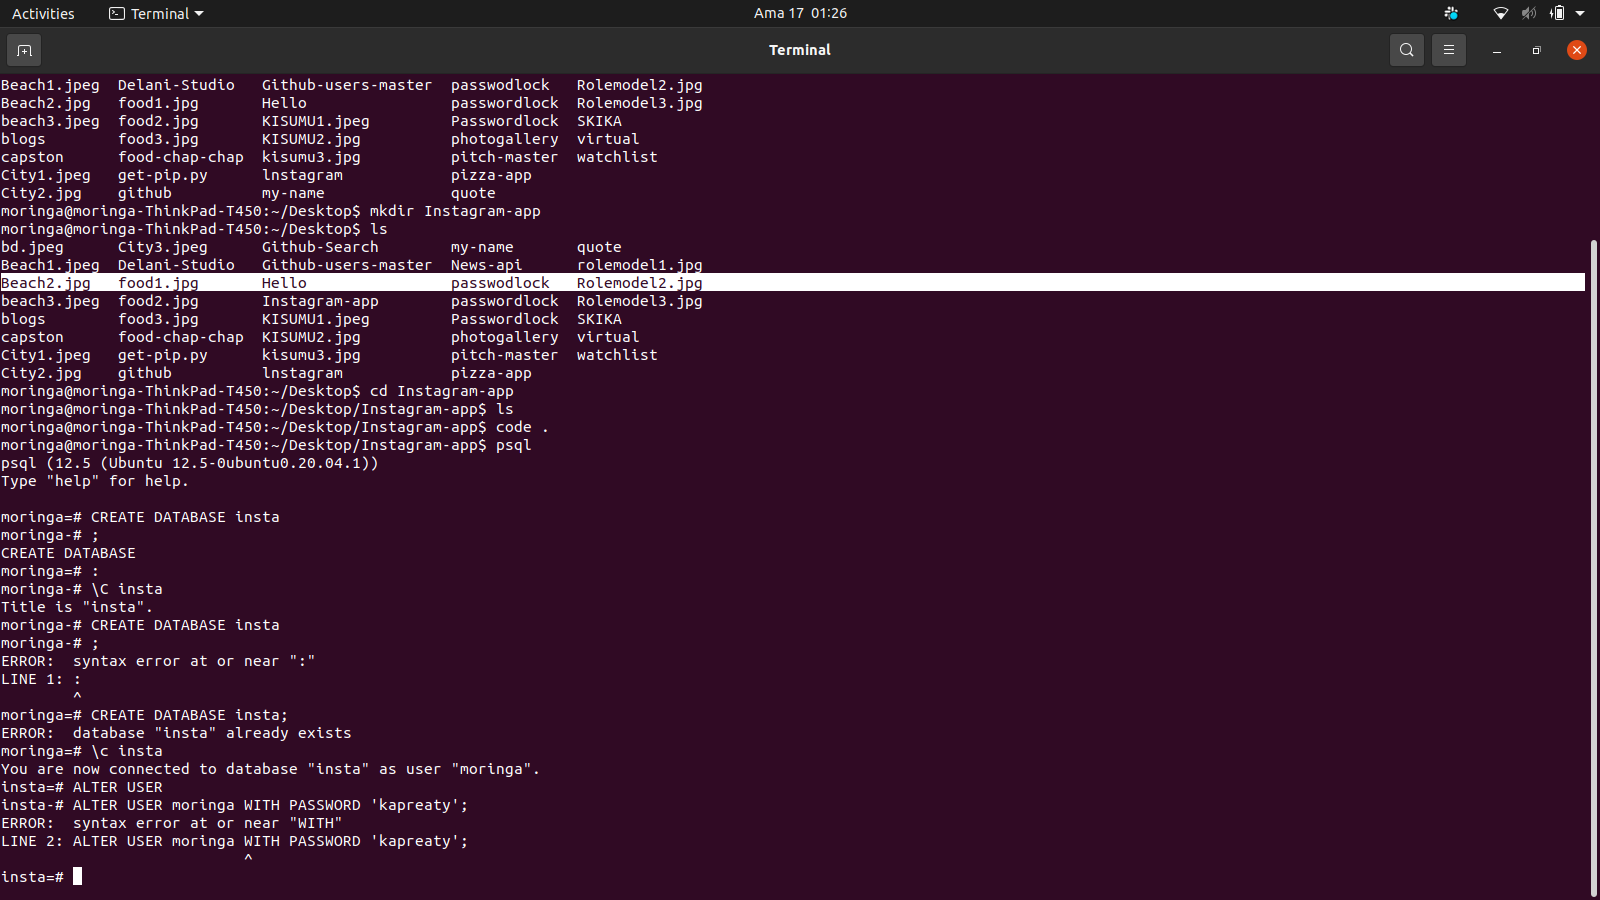 Activities Terminal Ama 17 01:26
Terminal
Beach1.jpeg Delani-Studio Github-users-master passwodlock Rolemodel2.jpg
Beach2.jpg food1.jpg Hello passwordlock Rolemodel3.jpg
beach3.jpeg food2.jpg KISUMU1.jpeg Passwordlock SKIKA
blogs food3.jpg KISUMU2.jpg photogallery virtual
capston food-chap-chap kisumu3.jpg pitch-master watchlist
City1.jpeg get-pip.py lnstagram pizza-app
City2.jpg github my-name quote
moringa@moringa-ThinkPad-T450:~/Desktop$ mkdir Instagram-app
moringa@moringa-ThinkPad-T450:~/Desktop$ ls
bd.jpeg City3.jpeg Github-Search my-name quote
Beach1.jpeg Delani-Studio Github-users-master News-api rolemodel1.jpg
Beach2.jpg food1.jpg Hello passwodlock Rolemodel2.jpg
beach3.jpeg food2.jpg Instagram-app passwordlock Rolemodel3.jpg
blogs food3.jpg KISUMU1.jpeg Passwordlock SKIKA
capston food-chap-chap KISUMU2.jpg photogallery virtual
City1.jpeg get-pip.py kisumu3.jpg pitch-master watchlist
City2.jpg github lnstagram pizza-app
moringa@moringa-ThinkPad-T450:~/Desktop$ cd Instagram-app
moringa@moringa-ThinkPad-T450:~/Desktop/Instagram-app$ ls
moringa@moringa-ThinkPad-T450:~/Desktop/Instagram-app$ code .
moringa@moringa-ThinkPad-T450:~/Desktop/Instagram-app$ psql
psql (12.5 (Ubuntu 12.5-0ubuntu0.20.04.1))
Type "help" for help.
moringa=# CREATE DATABASE insta
moringa-# ;
CREATE DATABASE
moringa=# :
moringa-# \C insta
Title is "insta".
moringa-# CREATE DATABASE insta
moringa-# ;
ERROR:  syntax error at or near ":"
LINE 1: :
^
moringa=# CREATE DATABASE insta;
ERROR:  database "insta" already exists
moringa=# \c insta
You are now connected to database "insta" as user "moringa".
insta=# ALTER USER
insta-# ALTER USER moringa WITH PASSWORD 'kapreaty';
ERROR:  syntax error at or near "WITH"
LINE 2: ALTER USER moringa WITH PASSWORD 'kapreaty';
^
insta=#